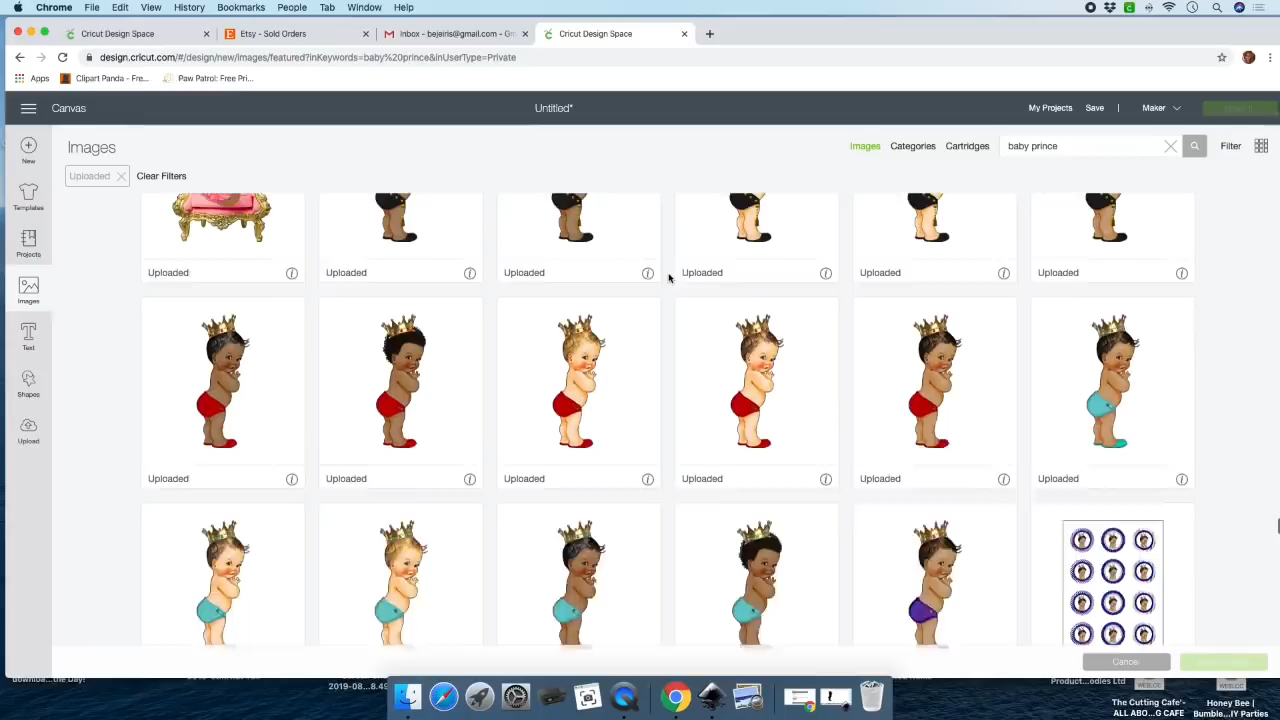 Chrome File Edit View History Bookmarks People Tab Window Help
Cricut Design Space Etsy - Sold Orders Inbox - bejeiris@gmail.com - Gm Cricut Design Space
design.cricut.com/#/design/new/images/featured?inKeywords=baby%20prince&inUserType=Private
Apps Clipart Panda - Fre... Paw Patrol: Free Pri...
Canvas Untitled* My Projects Save | Maker
New
Templates
Projects
Images
Text
Shapes
Upload
Images Images Categories Cartridges baby prince Filter
Uploaded Clear Filters
Uploaded Uploaded Uploaded Uploaded Uploaded Uploaded
Uploaded Uploaded Uploaded Uploaded Uploaded Uploaded
Cancel
the Day!
2019-08...8.49
Product...odies Ltd
WEBLOC WEBLOC
The Cutting Cafe'- Honey Bee |
ALL ABO...G CAFE Bumble...IY Parties